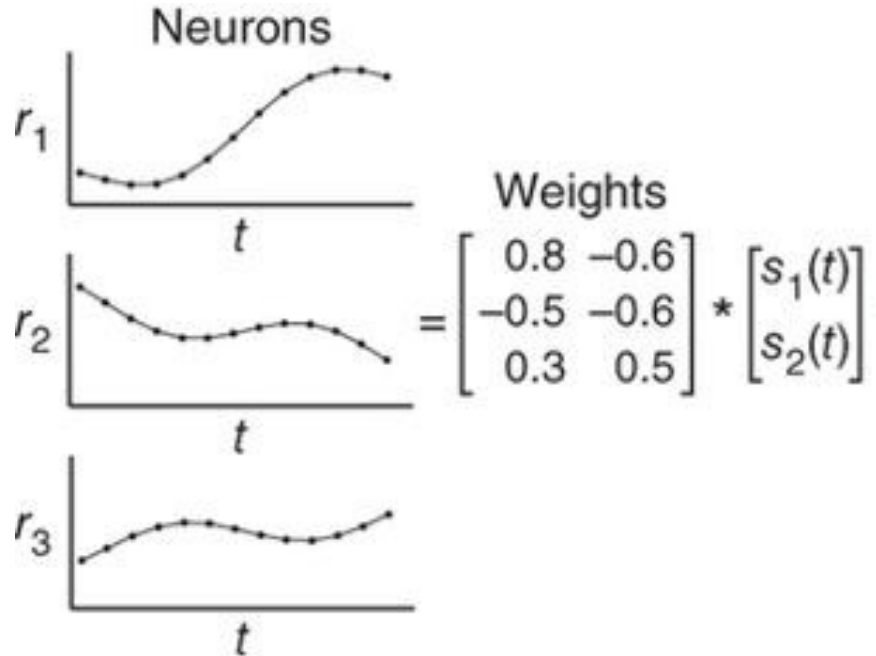 Neurons
r1
t
r2
t
r3
t
=
Weights
0.8 –0.6
–0.5 –0.6
0.3 0.5
*
s1(t)
s2(t)